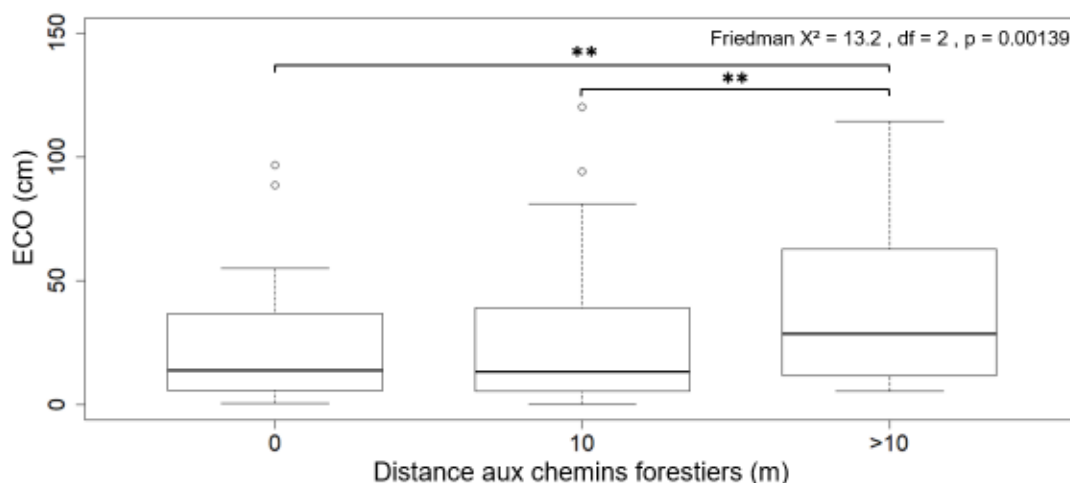 Friedman X² = 13.2 , df = 2 , p = 0.00139
**
**
150
100
50
0
ECO (cm)
0 10 >10
Distance aux chemins forestiers (m)